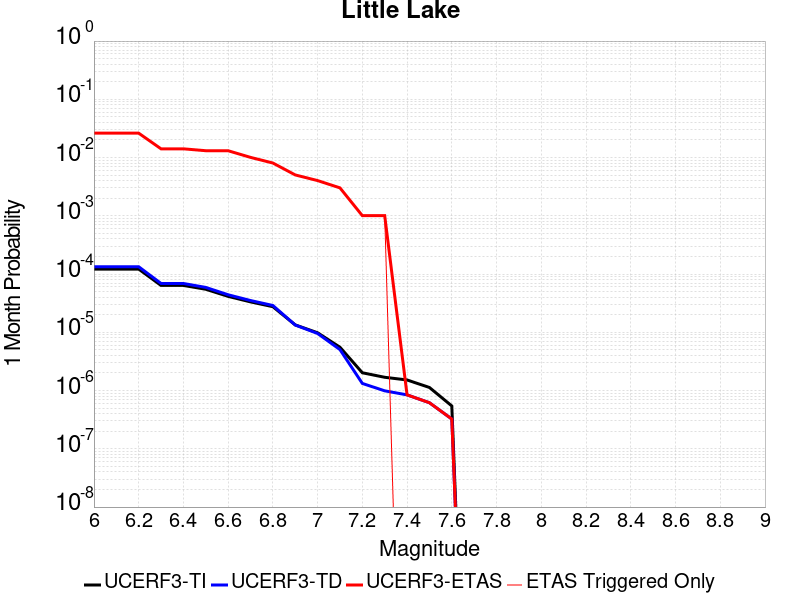 Little Lake
10^0
10^-1
10^-2
10^-3
10^-4
10^-5
10^-6
10^-7
10^-8
1 Month Probability
6 6.2 6.4 6.6 6.8 7 7.2 7.4 7.6 7.8 8 8.2 8.4 8.6 8.8 9
Magnitude
UCERF3-TI UCERF3-TD UCERF3-ETAS ETAS Triggered Only